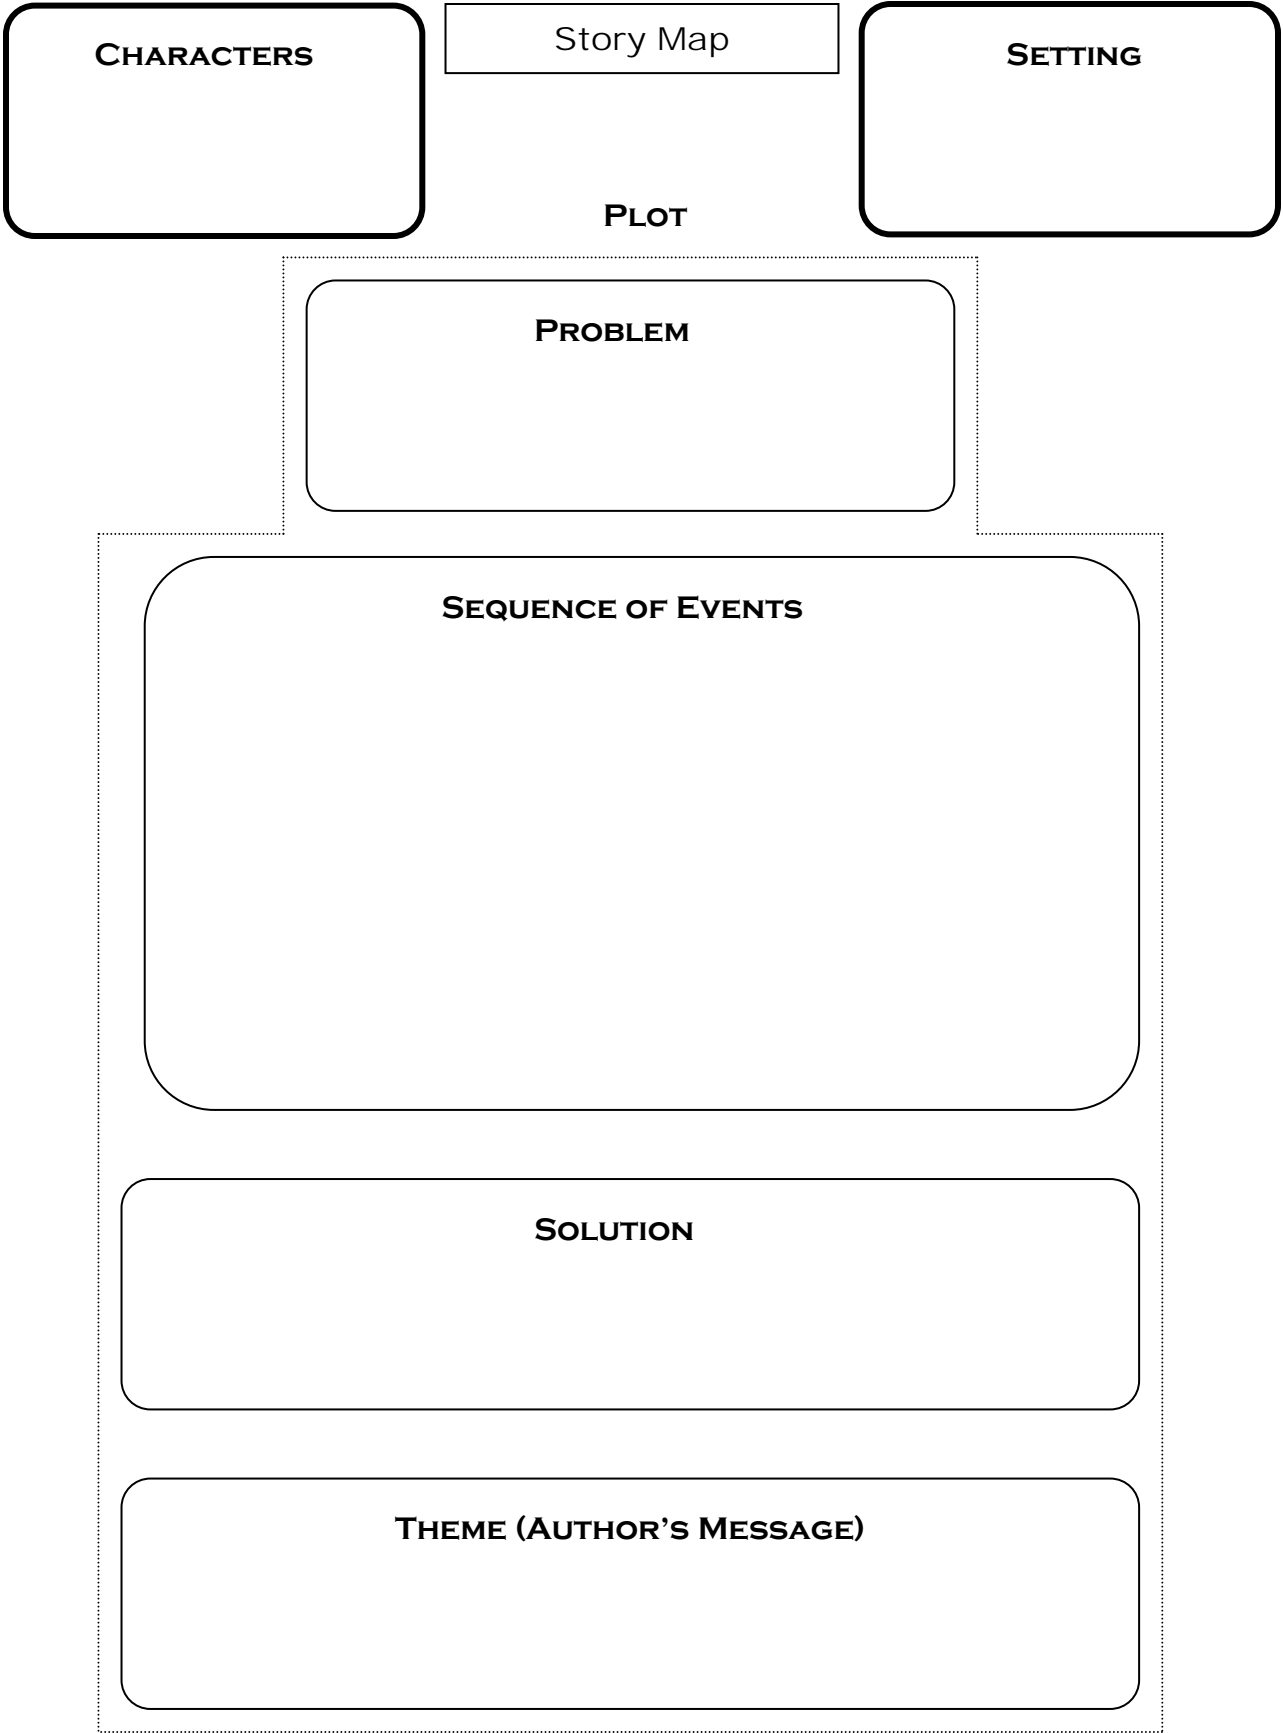 Characters
Story Map
Setting
Plot
Problem
Sequence of Events
Solution
Theme (Author’s Message)